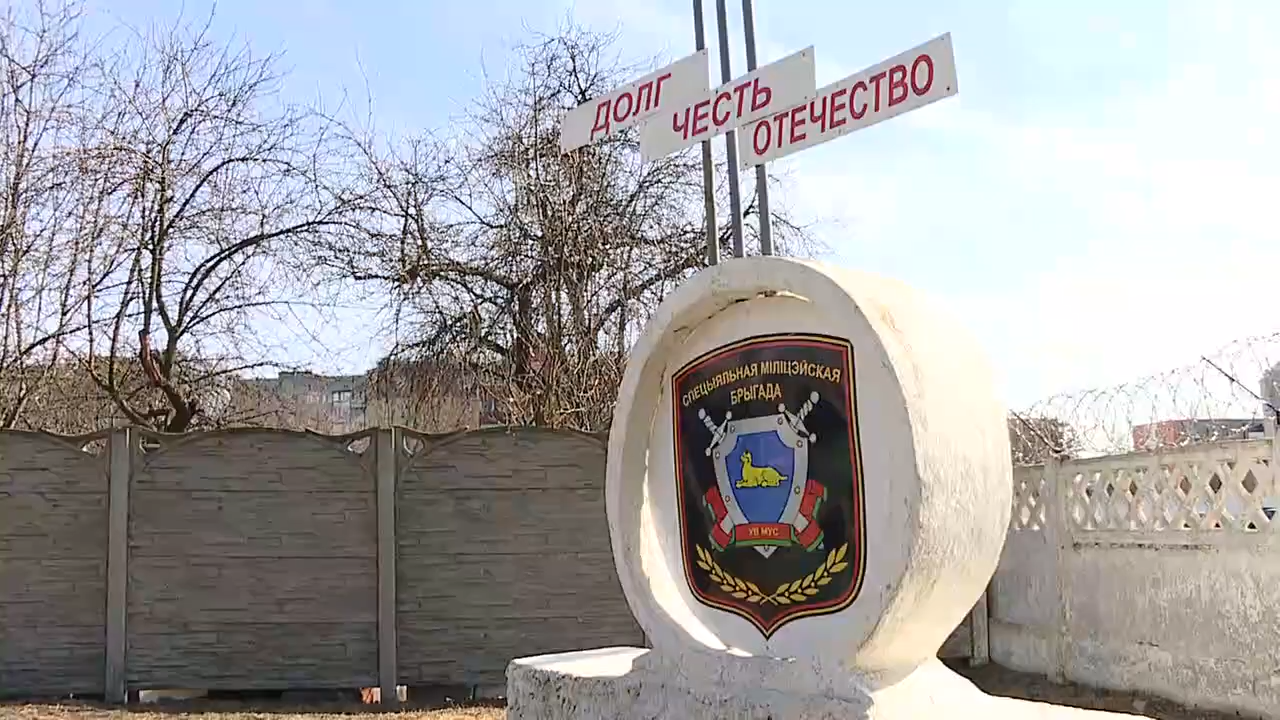 ДОЛГ
ЧЕСТЬ
ОТЕЧЕСТВО
СПЕЦЫЯЛЬНАЯ МІЛІЦЭЙСКАЯ
БРЫГАДА
УВ МУС